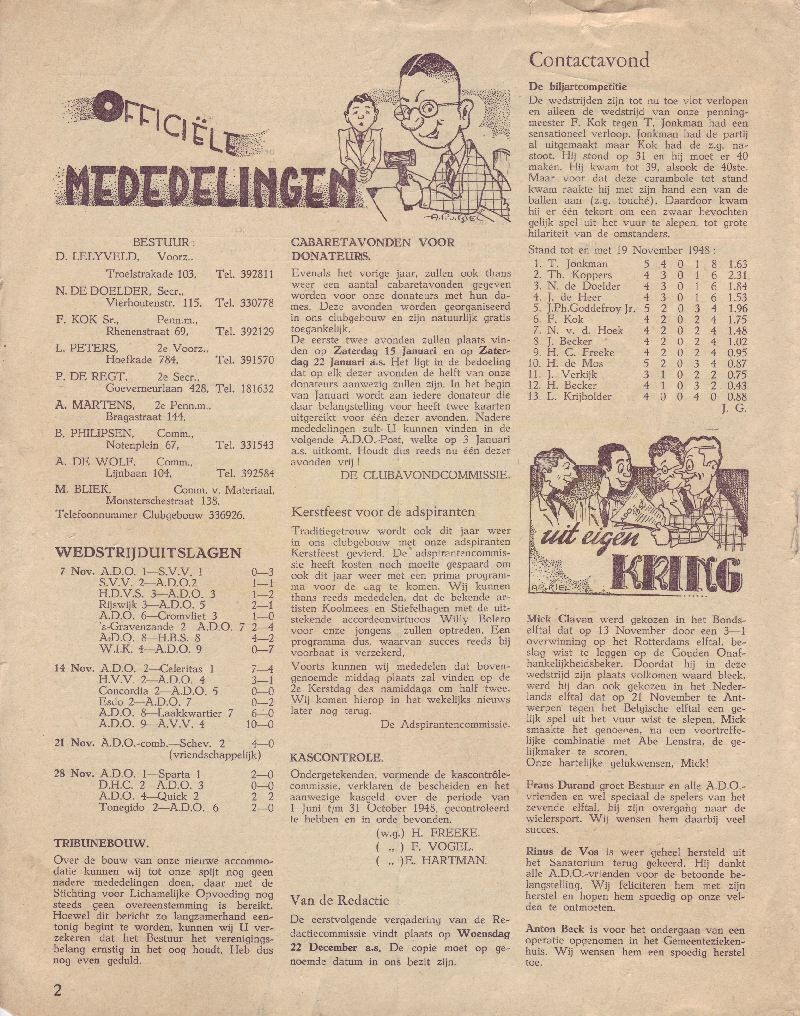 OFFICIËLE
MEDEDELINGEN
BESTUUR :
D. LELYVELD, Voorz.,
Troelstrakade 103, Tel. 392811
N. DE DOELDER, Secr.,
Vierhoutenstr. 115, Tel. 330778
F. KOK Sr., Penn.m.,
Rhenenstraat 69, Tel. 392129
L. PETERS, 2e Voorz.,
Hoefkade 784, Tel. 391570
P. DE REGT, 2e Secr.,
Goeverneurlaan 428, Tel. 181632
A. MARTENS, 2e Penn.m.,
Bragastraat 144.
B. PHILIPSEN, Comm.,
Notenplein 67, Tel. 331543
A. DE WOLF, Comm.,
Lijnbaan 104, Tel. 392584
M. BLIEK, Comm. v. Materiaal,
Monsterschestraat 138.
Telefoonnummer Clubgebouw 336926.
WEDSTRIJDUITSLAGEN
7 Nov. A.D.O. 1—S.V.V. 1 0—3
S.V.V. 2—A.D.O.2 1—1
H.D.V.S. 3—A.D.O. 3 1—2
Rijswijk 3—A.D.O. 5 2—1
A.D.O. 6—Cromvliet 3 1—0
's-Gravenzande 2 A.D.O. 7 2—4
A.D.O. 8—H.B.S. 8 4—2
W.I.K. 4—A.D.O. 9 0—7
14 Nov. A.D.O. 2—Celeritas 1 7—4
H.V.V. 2—A.D.O. 4 3—1
Concordia 2—A.D.O. 5 0—0
Esdo 2—A.D.O. 7 0—2
A.D.O. 8—Laakkwartier 7 6—0
A.D.O. 9—A.V.V. 4 10—0
21 Nov. A.D.O.-comb.—Schev. 2 4—0
(vriendschappelijk)
28 Nov. A.D.O. 1—Sparta 1 2—0
D.H.C. 2 A.D.O. 3 0—0
A.D.O. 4—Quick 2 2 2
Tonegido 2—A.D.O. 6 2—0
TRIBUNEBOUW.
Over de bouw van onze nieuwe accommo-
datie kunnen wij tot onze spijt nog geen
nadere mededelingen doen, daar met de
Stichting voor Lichamelijke Opvoeding nog
steeds geen overeenstemming is bereikt.
Hoewel dit bericht zo langzamerhand een-
tonig begint te worden, kunnen wij U ver-
zekeren dat het Bestuur het verenigings-
belang ernstig in het oog houdt. Heb dus
nog even geduld.
2
CABARETAVONDEN VOOR
DONATEURS.
Evenals het vorige jaar, zullen ook thans
weer een aantal cabaretavonden gegeven
worden voor onze donateurs met hun da-
mes. Deze avonden worden georganiseerd
in ons clubgebouw en zijn natuurlijk gratis
toegankelijk.
De eerste twee avonden zullen plaats vin-
den op Zaterdag 15 Januari en op Zater-
dag 22 Januari a.s. Het ligt in de bedoeling
dat op elk dezer avonden de helft van onze
donateurs aanwezig zullen zijn. In het begin
van Januari wordt aan iedere donateur die
daar belangstelling voor heeft twee kaarten
uitgereikt voor één dezer avonden. Nadere
mededelingen zult U kunnen vinden in de
volgende A.D.O.-Post, welke op 3 Januari
a.s. uitkomt. Houdt dus reeds nu één dezer
avonden vrij !
DE CLUBAVONDCOMMISSIE.
Kerstfeest voor de adspiranten
Traditiegetrouw wordt ook dit jaar weer
in ons clubgebouw met onze adspiranten
Kerstfeest gevierd. De adspirantencommis-
sie heeft kosten noch moeite gespaard om
ook dit jaar weer met een prima program-
ma voor de dag te komen. Wij kunnen
thans reeds mededelen, dat de bekende ar-
tisten Koolmees en Stiefelhagen met de uit-
stekende accordeonvirtuoos Willy Bolero
voor onze jongens zullen optreden. Een
programma dus, waarvan succes reeds bij
voorbaat is verzekerd.
Voorts kunnen wij mededelen dat boven-
genoemde middag plaats zal vinden op de
2e Kerstdag des namiddags om half twee.
Wij komen hierop in het wekelijks nieuws
later nog terug.
De Adspirantencommissie.
KASCONTROLE.
Ondergetekenden, vormende de kascontrôle-
commissie, verklaren de bescheiden en het
aanwezige kasgeld over de periode van
1 Juni t/m 31 October 1948, gecontroleerd
te hebben en in orde bevonden.
(w.g.) H. FREEKE.
( ,, ) F. VOGEL.
( ,, )E. HARTMAN.
Van de Redactie
De eerstvolgende vergadering van de Re-
dactiecommissie vindt plaats op Woensdag
22 December a.s. De copie moet op ge-
noemde datum in ons bezit zijn.
Contactavond
De biljartcompetitie
De wedstrijden zijn tot nu toe vlot verlopen
en alleen de wedstrijd van onze penning-
meester F. Kok tegen T. Jonkman had een
sensationeel verloop. Jonkman had de partij
al uitgemaakt maar Kok had de z.g. na-
stoot. Hij stond op 31 en hij moet er 40
maken. Hij kwam tot 39, alsook de 40ste.
Maar voor dat deze carambole tot stand
kwam raakte hij met zijn hand een van de
ballen aan (z.g. touché). Daardoor kwam
hij er één tekort om een zwaar bevochten
gelijk spel uit het vuur te slepen, tot grote
hilariteit van de omstanders.
Stand tot en met 19 November 1948 :
1. T. Jonkman 5 4 0 1 8 1.63
2. Th. Koppers 4 3 0 1 6 2.31
3. N. de Doelder 4 3 0 1 6 1.84
4. J. de Heer 4 3 0 1 6 1.53
5. J.Ph.Goddefroy Jr. 5 2 0 3 4 1.96
6. F. Kok 4 2 0 2 4 1.75
7. N. v. d. Hoek 4 2 0 2 4 1.48
8. J. Becker 4 2 0 2 4 1.02
9. H. C. Freeke 4 2 0 2 4 0.95
10. H. de Mos 5 2 0 3 4 0.87
11. J. Verkijk 3 1 0 2 2 0.75
12. H. Becker 4 1 0 3 2 0.43
13. L. Krijbolder 4 0 0 4 0 0.88
J. G.
uit eigen
KRING
Mick Clavan werd gekozen in het Bonds-
elftal dat op 13 November door een 3—1
overwinning op het Rotterdams elftal, be-
slag wist te leggen op de Gouden Onaf-
hankelijkheidsbeker. Doordat hij in deze
wedstrijd zijn plaats volkomen waard bleek,
werd hij dan ook gekozen in het Neder-
lands elftal dat op 21 November te Ant-
werpen tegen het Belgische elftal een ge-
lijk spel uit het vuur wist te slepen. Mick
smaakte het genoegen, na een voortreffe-
lijke combinatie met Abe Lenstra, de ge-
lijkmaker te scoren.
Onze hartelijke gelukwensen, Mick!
Frans Durand groet Bestuur en alle A.D.O.-
vrienden en wel speciaal de spelers van het
zevende elftal, bij zijn overgang naar de
wielersport. Wij wensen hem daarbij veel
succes.
Rinus de Vos is weer geheel hersteld uit
het Sanatorium terug gekeerd. Hij dankt
alle A.D.O.-vrienden voor de betoonde be-
langstelling. Wij feliciteren hem met zijn
herstel en hopen hem spoedig op onze vel-
den te ontmoeten.
Anton Beck is voor het ondergaan van een
operatie opgenomen in het Gemeentezieken-
huis. Wij wensen hem een spoedig herstel
toe.